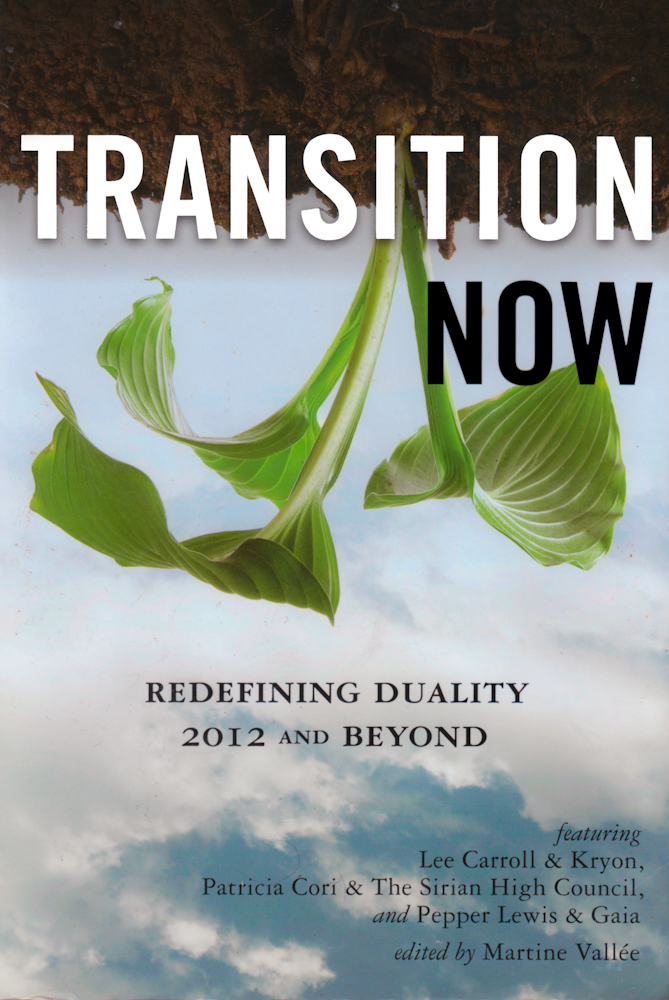 TRANSITION
NOW
REDEFINING DUALITY
2012 AND BEYOND
featuring
Lee Carroll & Kryon,
Patricia Cori & The Sirian High Council,
and Pepper Lewis & Gaia
edited by Martine Vallée